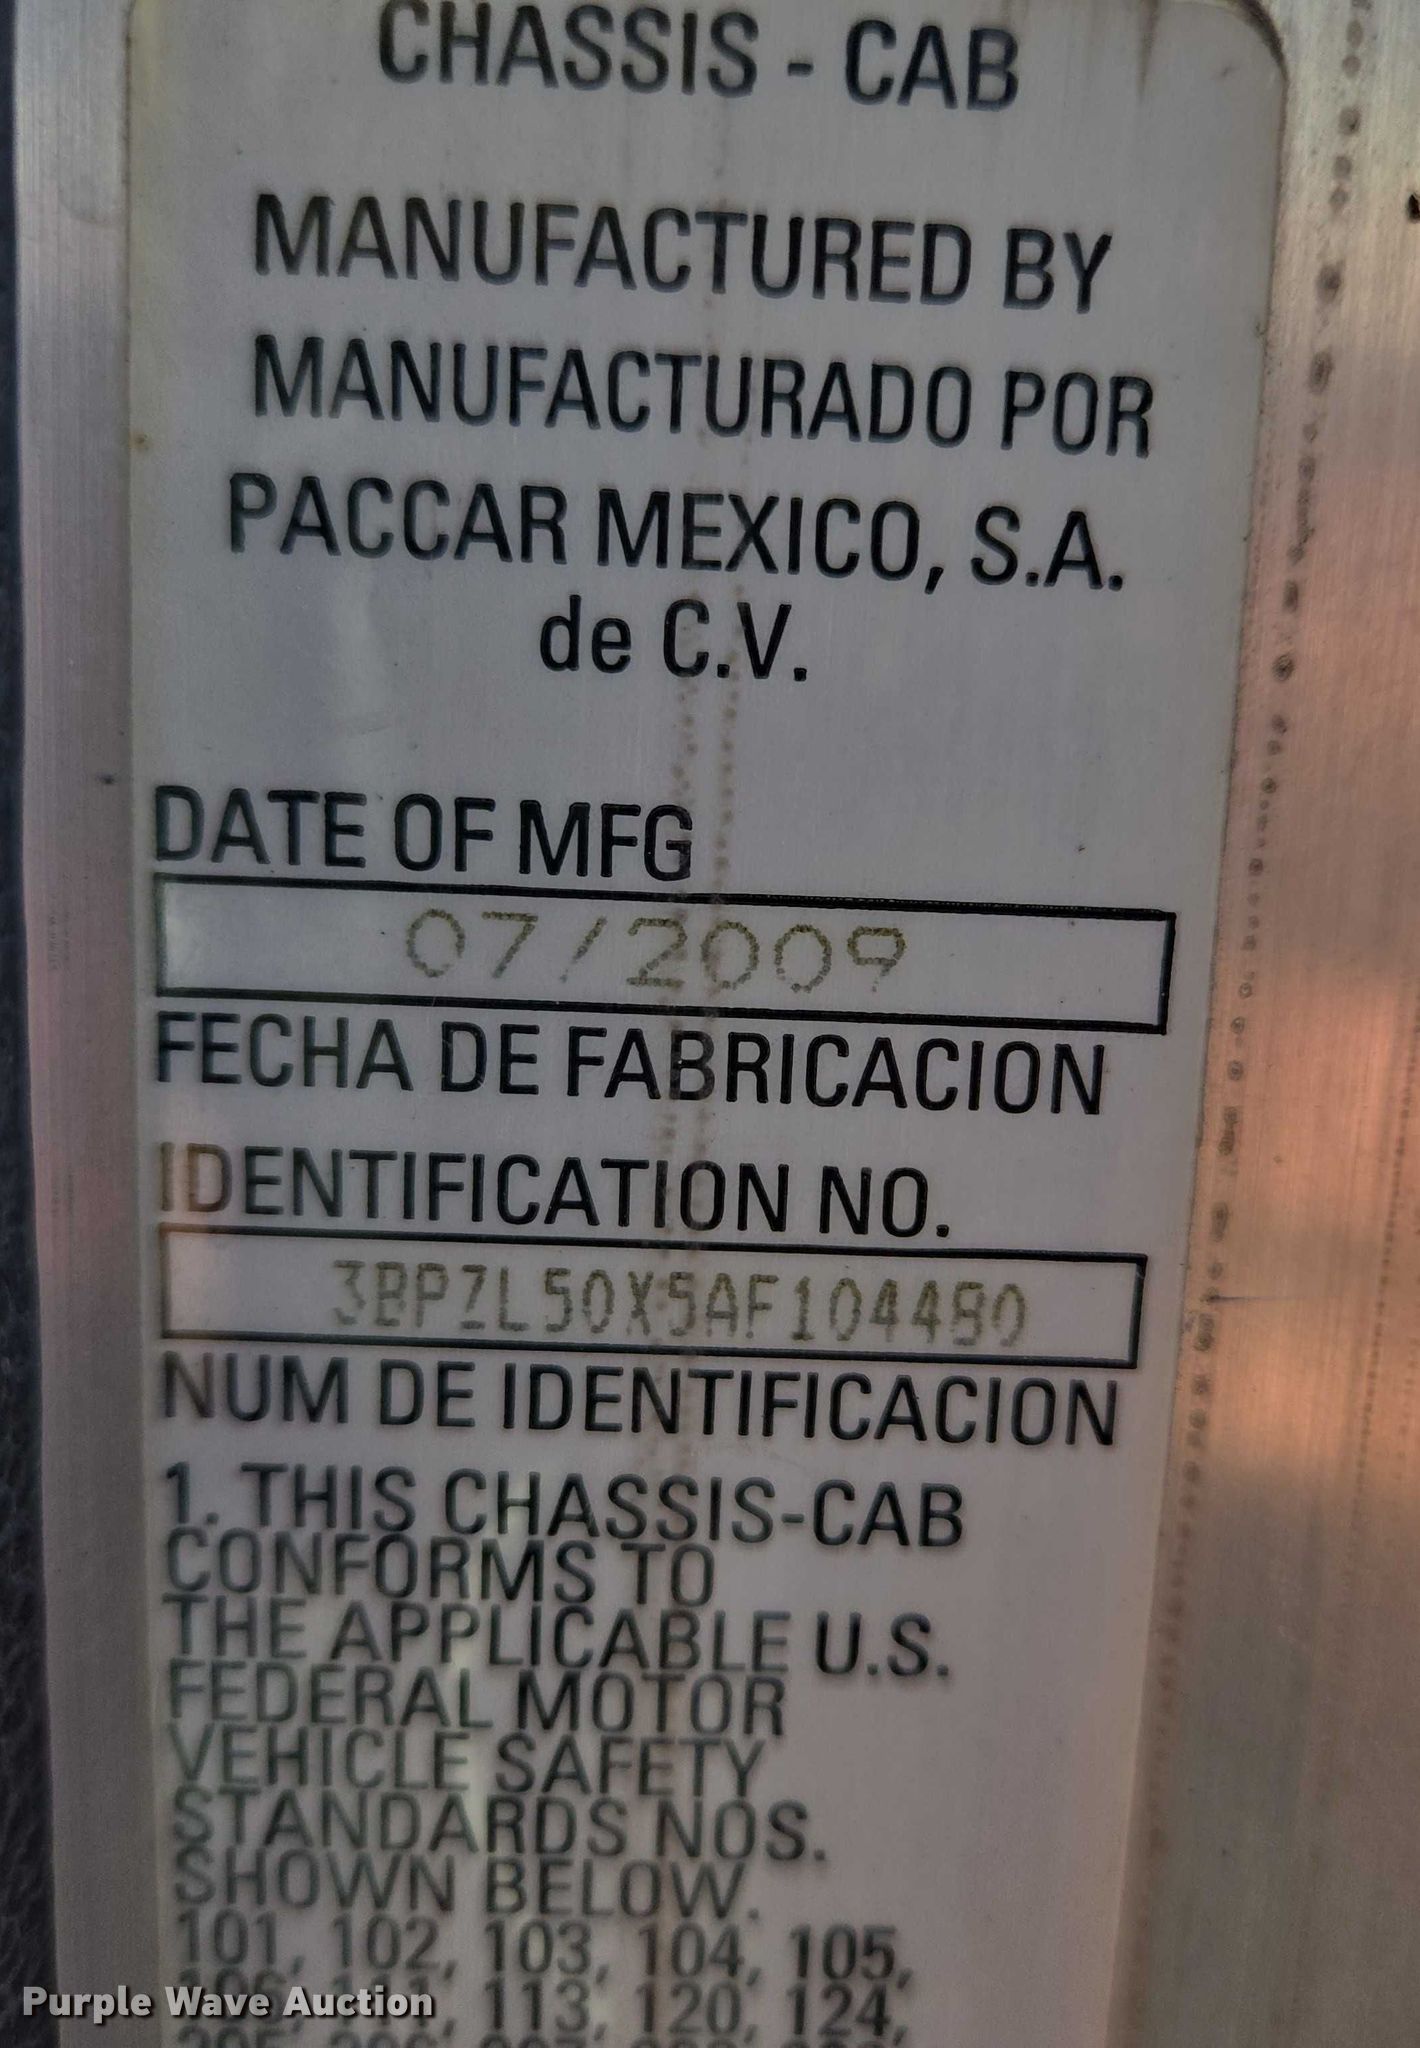 CHASSIS - CAB
MANUFACTURED BY
MANUFACTURADO POR
PACCAR MEXICO, S.A.
de C.V.
DATE OF MFG
07/2009
FECHA DE FABRICACION
IDENTIFICATION NO.
3BPZL50X5AF104480
NUM DE IDENTIFICACION
1. THIS CHASSIS-CAB
CONFORMS TO
THE APPLICABLE U.S.
FEDERAL MOTOR
VEHICLE SAFETY
STANDARDS NOS.
SHOWN BELOW.
101, 102, 103, 104, 105,
113, 120, 124,
Purple Wave Auction